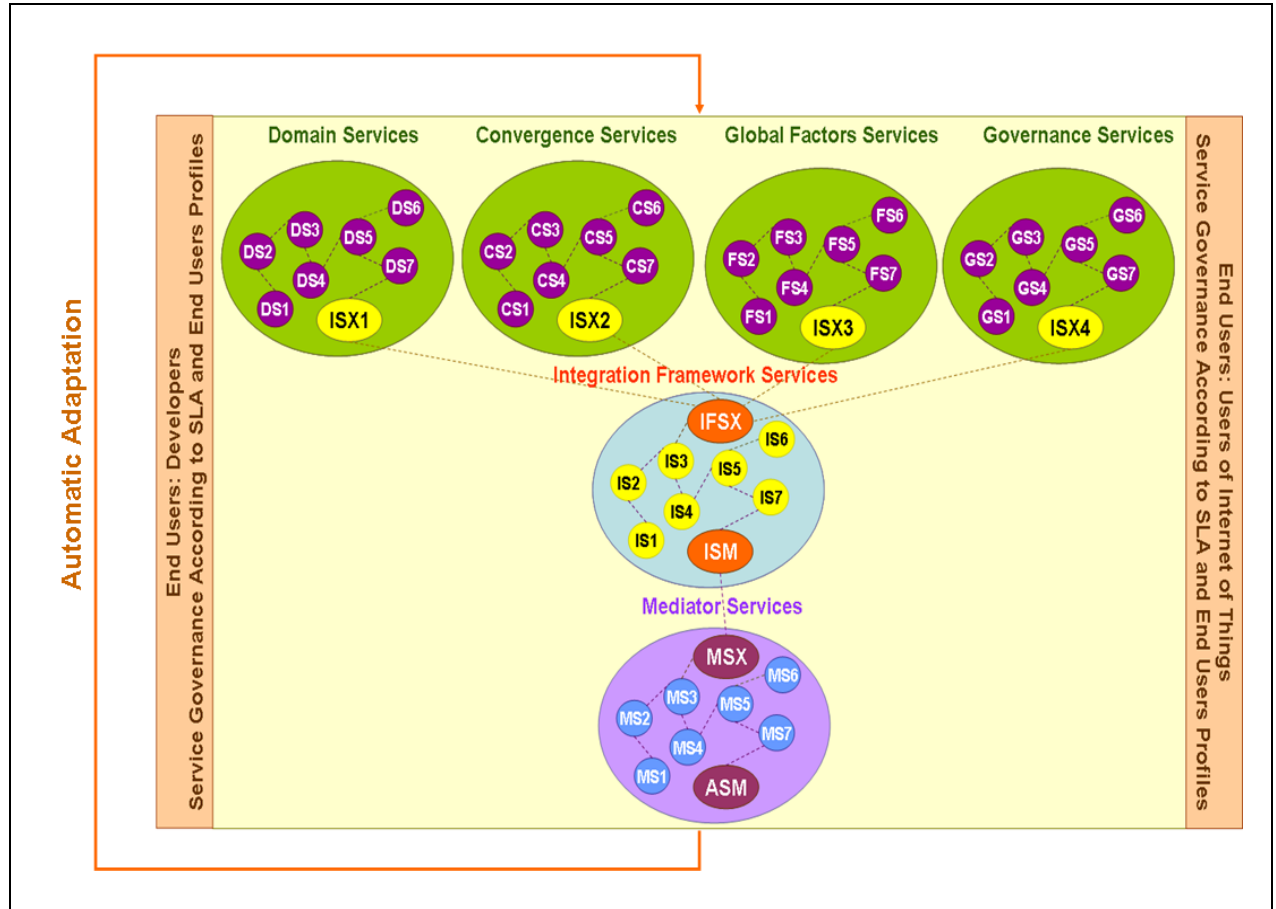 Automatic Adaptation
End Users: Developers
Service Governance According to SLA and End Users Profiles
Domain Services
Convergence Services
Global Factors Services
Governance Services
DS6
DS3
DS5
DS2
DS7
DS4
DS1
ISX1
CS6
CS3
CS5
CS2
CS7
CS4
CS1
ISX2
FS6
FS3
FS5
FS2
FS7
FS4
FS1
ISX3
GS6
GS3
GS5
GS2
GS7
GS4
GS1
ISX4
Integration Framework Services
IFSX
IS6
IS3
IS5
IS2
IS7
IS4
IS1
ISM
Mediator Services
MSX
MS6
MS3
MS5
MS2
MS7
MS4
MS1
ASM
End Users: Users of Internet of Things
Service Governance According to SLA and End Users Profiles